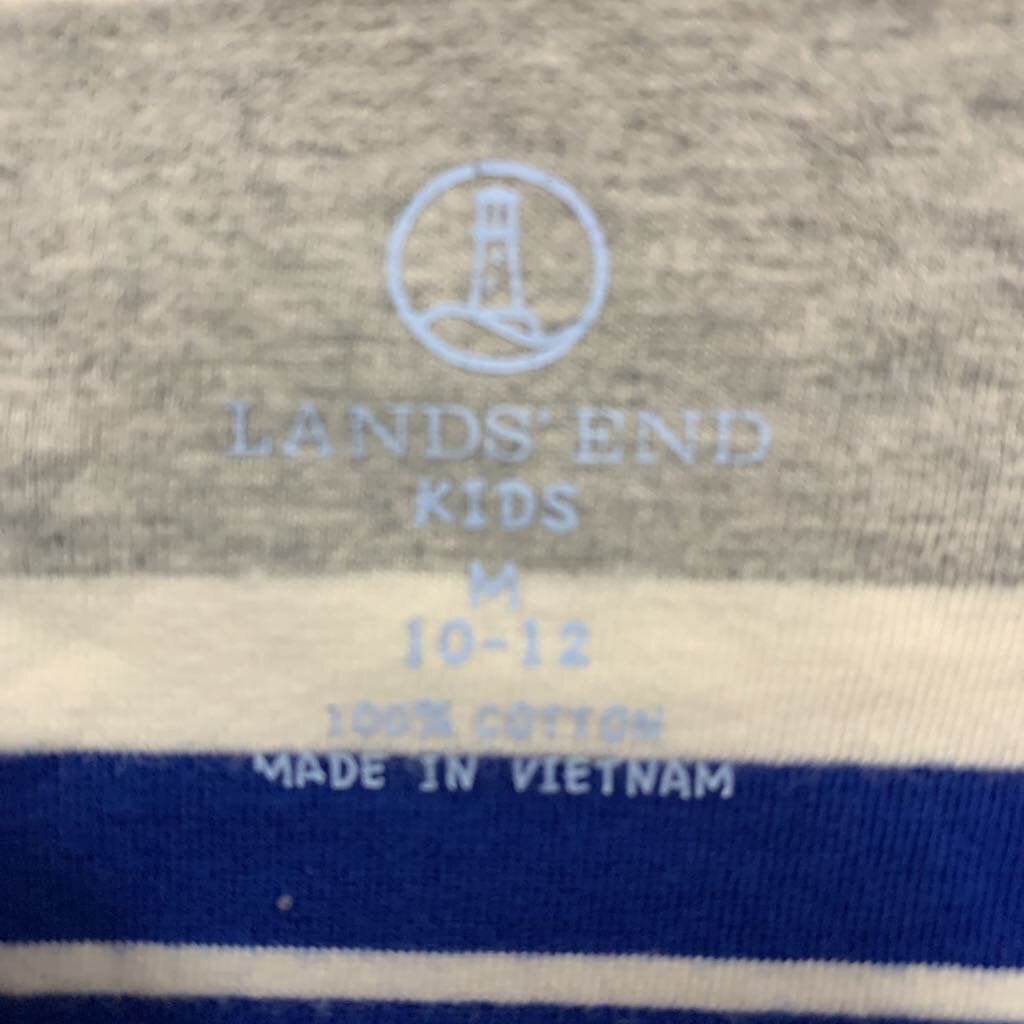 LANDS' END
KIDS
M
10-12
100% COTTON
MADE IN VIETNAM